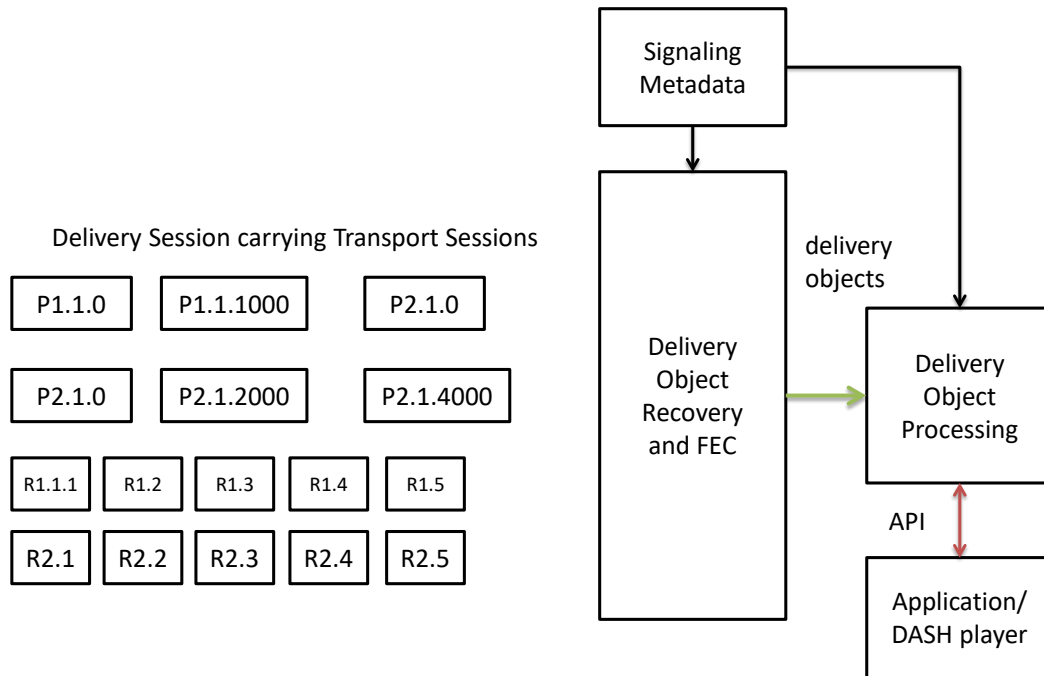 Signaling
Metadata
Delivery Session carrying Transport Sessions
P1.1.0
P1.1.1000
P2.1.0
P2.1.0
P2.1.2000
P2.1.4000
R1.1.1
R1.2
R1.3
R1.4
R1.5
R2.1
R2.2
R2.3
R2.4
R2.5
Delivery
Object
Recovery
and FEC
delivery
objects
Delivery
Object
Processing
API
Application/
DASH player